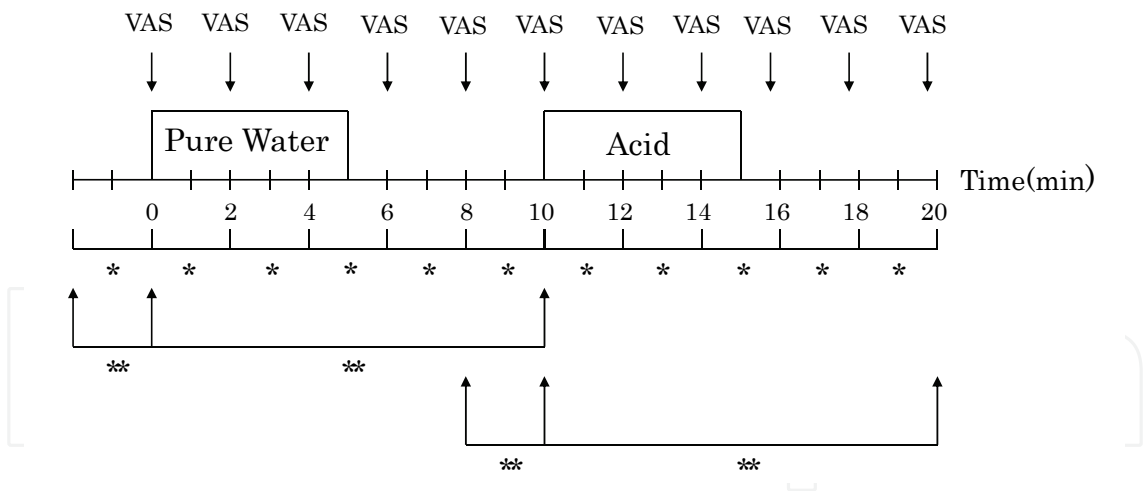 VAS VAS VAS VAS VAS VAS VAS VAS VAS VAS VAS
Pure Water Acid
Time(min)
0 2 4 6 8 10 12 14 16 18 20
* * * * * * * * * * *
** **
** **